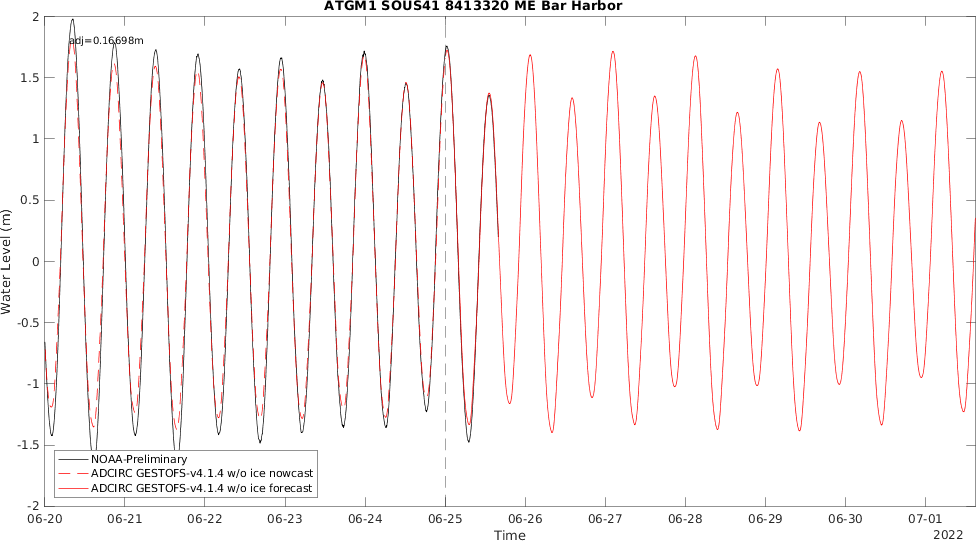 ATGM1 SOUS41 8413320 ME Bar Harbor
adj=0.16698m
2
1.5
1
0.5
0
-0.5
-1
-1.5
-2
Water Level (m)
NOAA-Preliminary
ADCIRC GESTOFS-v4.1.4 w/o ice nowcast
ADCIRC GESTOFS-v4.1.4 w/o ice forecast
06-20 06-21 06-22 06-23 06-24 06-25 06-26 06-27 06-28 06-29 06-30 07-01
Time
2022